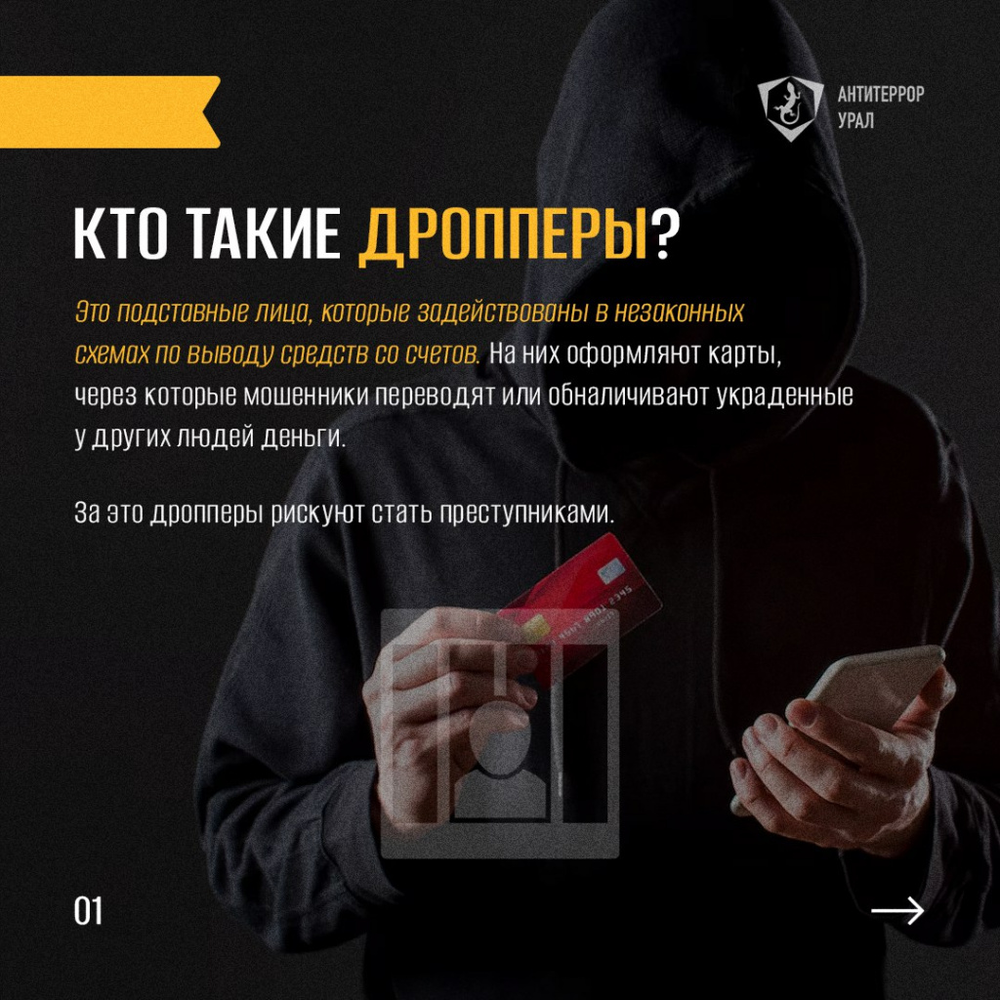 АНТИТЕРРОР
УРАЛ
КТО ТАКИЕ ДРОППЕРЫ?
Это подставные лица, которые задействованы в незаконных
схемах по выводу средств со счетов. На них оформляют карты,
через которые мошенники переводят или обналичивают украденные
у других людей деньги.
За это дропперы рискуют стать преступниками.
01